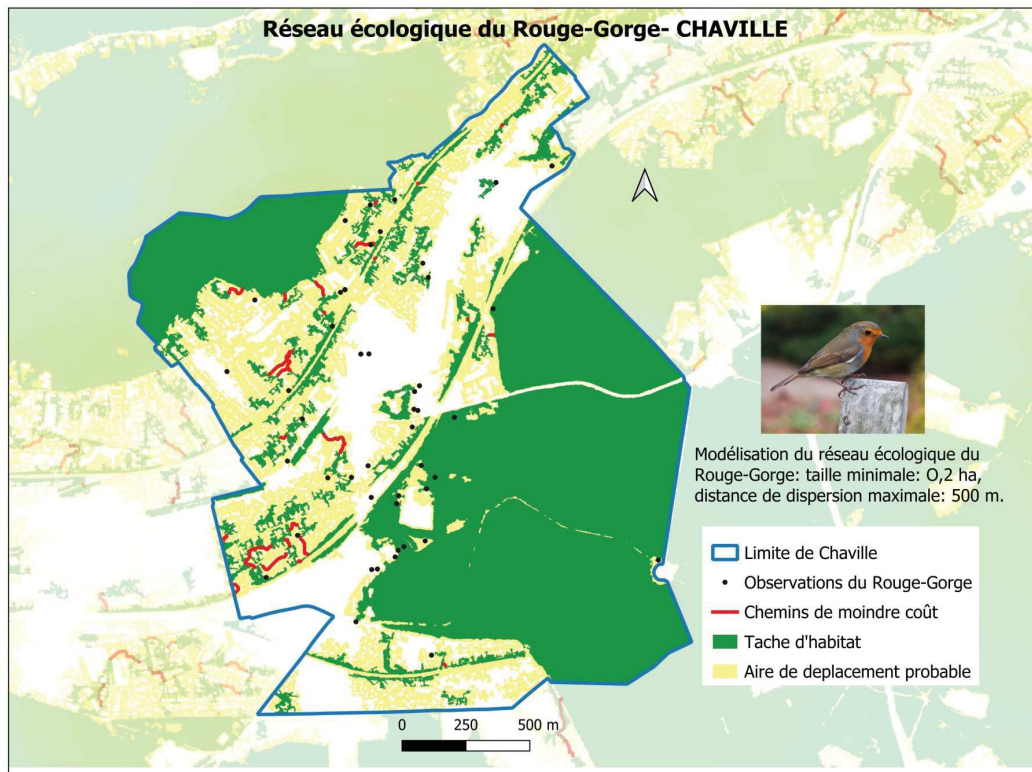 Réseau écologique du Rouge-Gorge- CHAVILLE
Modélisation du réseau écologique du
Rouge-Gorge: taille minimale: O,2 ha,
distance de dispersion maximale: 500 m.
Limite de Chaville
Observations du Rouge-Gorge
Chemins de moindre coût
Tache d'habitat
Aire de deplacement probable
0 250 500 m